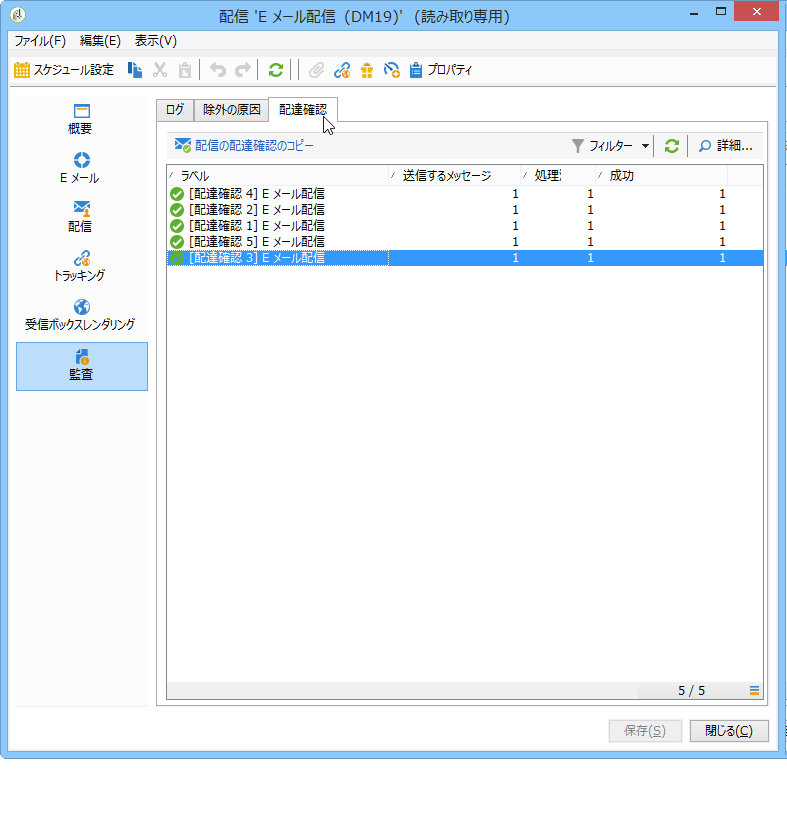 配信 'E メール配信 (DM19)' (読み取り専用)
ファイル(F) 編集(E) 表示(V)
スケジュール設定 プロパティ
概要
E メール
配信
トラッキング
受信ボックスレンダリング
監査
ログ 除外の原因 配達確認
配信の配達確認のコピー フィルター 詳細...
ラベル 送信するメッセージ 処理 成功
[配達確認 4] E メール配信 1 1 1
[配達確認 2] E メール配信 1 1 1
[配達確認 1] E メール配信 1 1 1
[配達確認 5] E メール配信 1 1 1
[配達確認 3] E メール配信 1 1 1
5 / 5
保存(S) 閉じる(C)